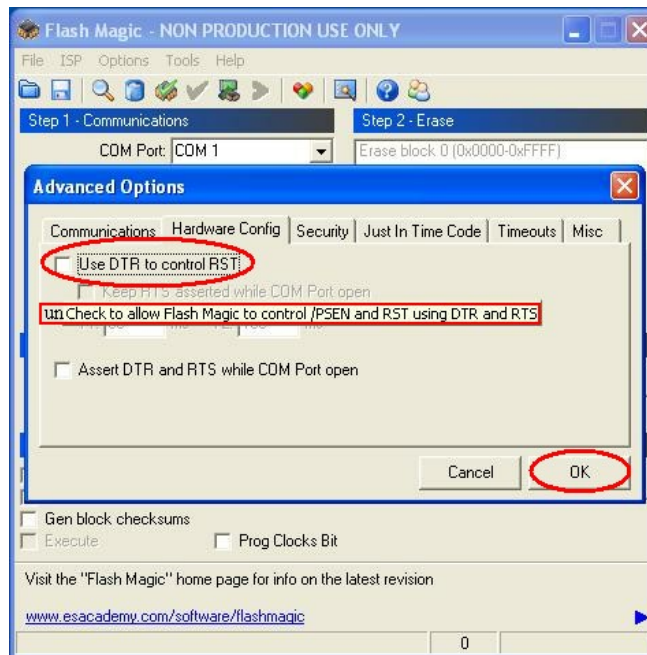 Flash Magic - NON PRODUCTION USE ONLY
File ISP Options Tools Help
Step 1 - Communications
Step 2 - Erase
COM Port: COM 1
Erase block 0 (0x0000-0xFFFF)
Advanced Options
Communications Hardware Config Security Just In Time Code Timeouts Misc
Use DTR to control RST
Keep RTS asserted while COM Port open
un Check to allow Flash Magic to control /PSEN and RST using DTR and RTS
Assert DTR and RTS while COM Port open
Cancel OK
Gen block checksums
Execute Prog Clocks Bit
Visit the "Flash Magic" home page for info on the latest revision
www.esacademy.com/software/flashmagic
0